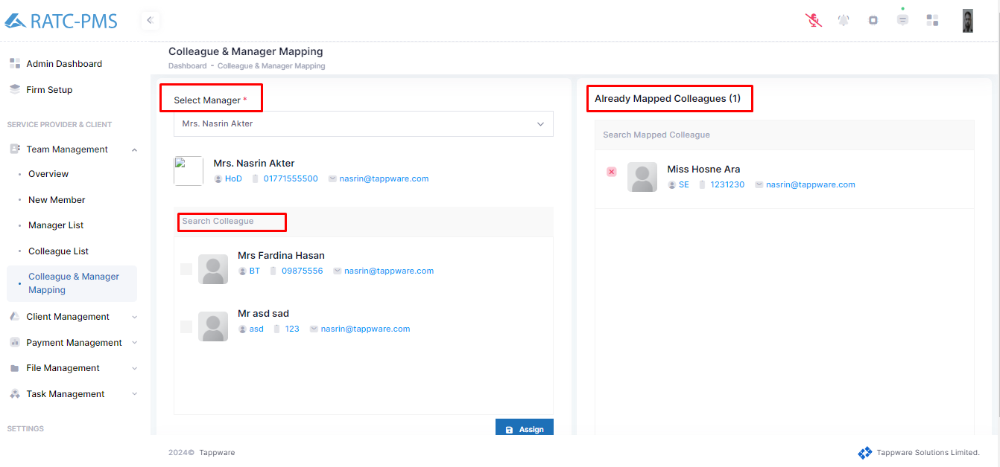 RATC-PMS
Admin Dashboard
Firm Setup
SERVICE PROVIDER & CLIENT
Team Management
Overview
New Member
Manager List
Colleague List
Colleague & Manager
Mapping
Client Management
Payment Management
File Management
Task Management
SETTINGS
Colleague & Manager Mapping
Dashboard - Colleague & Manager Mapping
Select Manager *
Mrs. Nasrin Akter
Mrs. Nasrin Akter
HoD 01771555500 nasrin@tappware.com
Search Colleague
Mrs Fardina Hasan
BT 09875556 nasrin@tappware.com
Mr asd sad
asd 123 nasrin@tappware.com
Assign
Already Mapped Colleagues (1)
Search Mapped Colleague
Miss Hosne Ara
SE 1231230 nasrin@tappware.com
2024© Tappware
Tappware Solutions Limited.